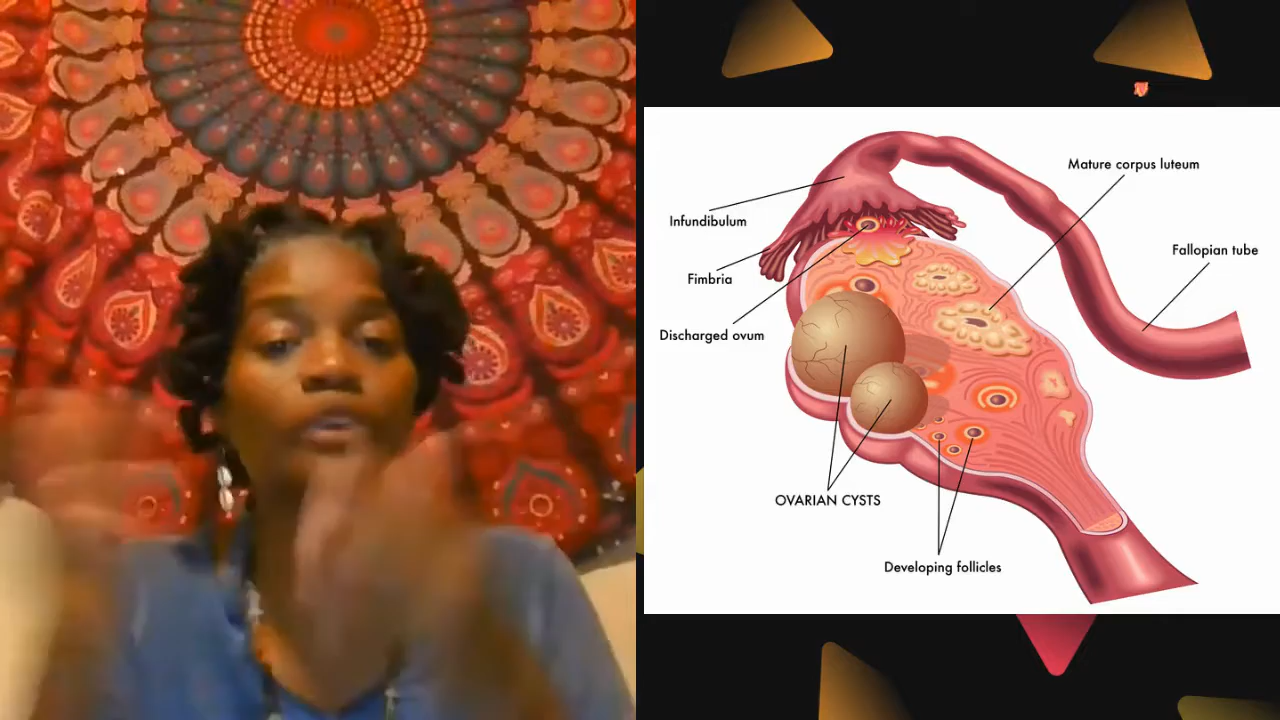 Mature corpus luteum
Infundibulum
Fallopian tube
Fimbria
Discharged ovum
OVARIAN CYSTS
Developing follicles